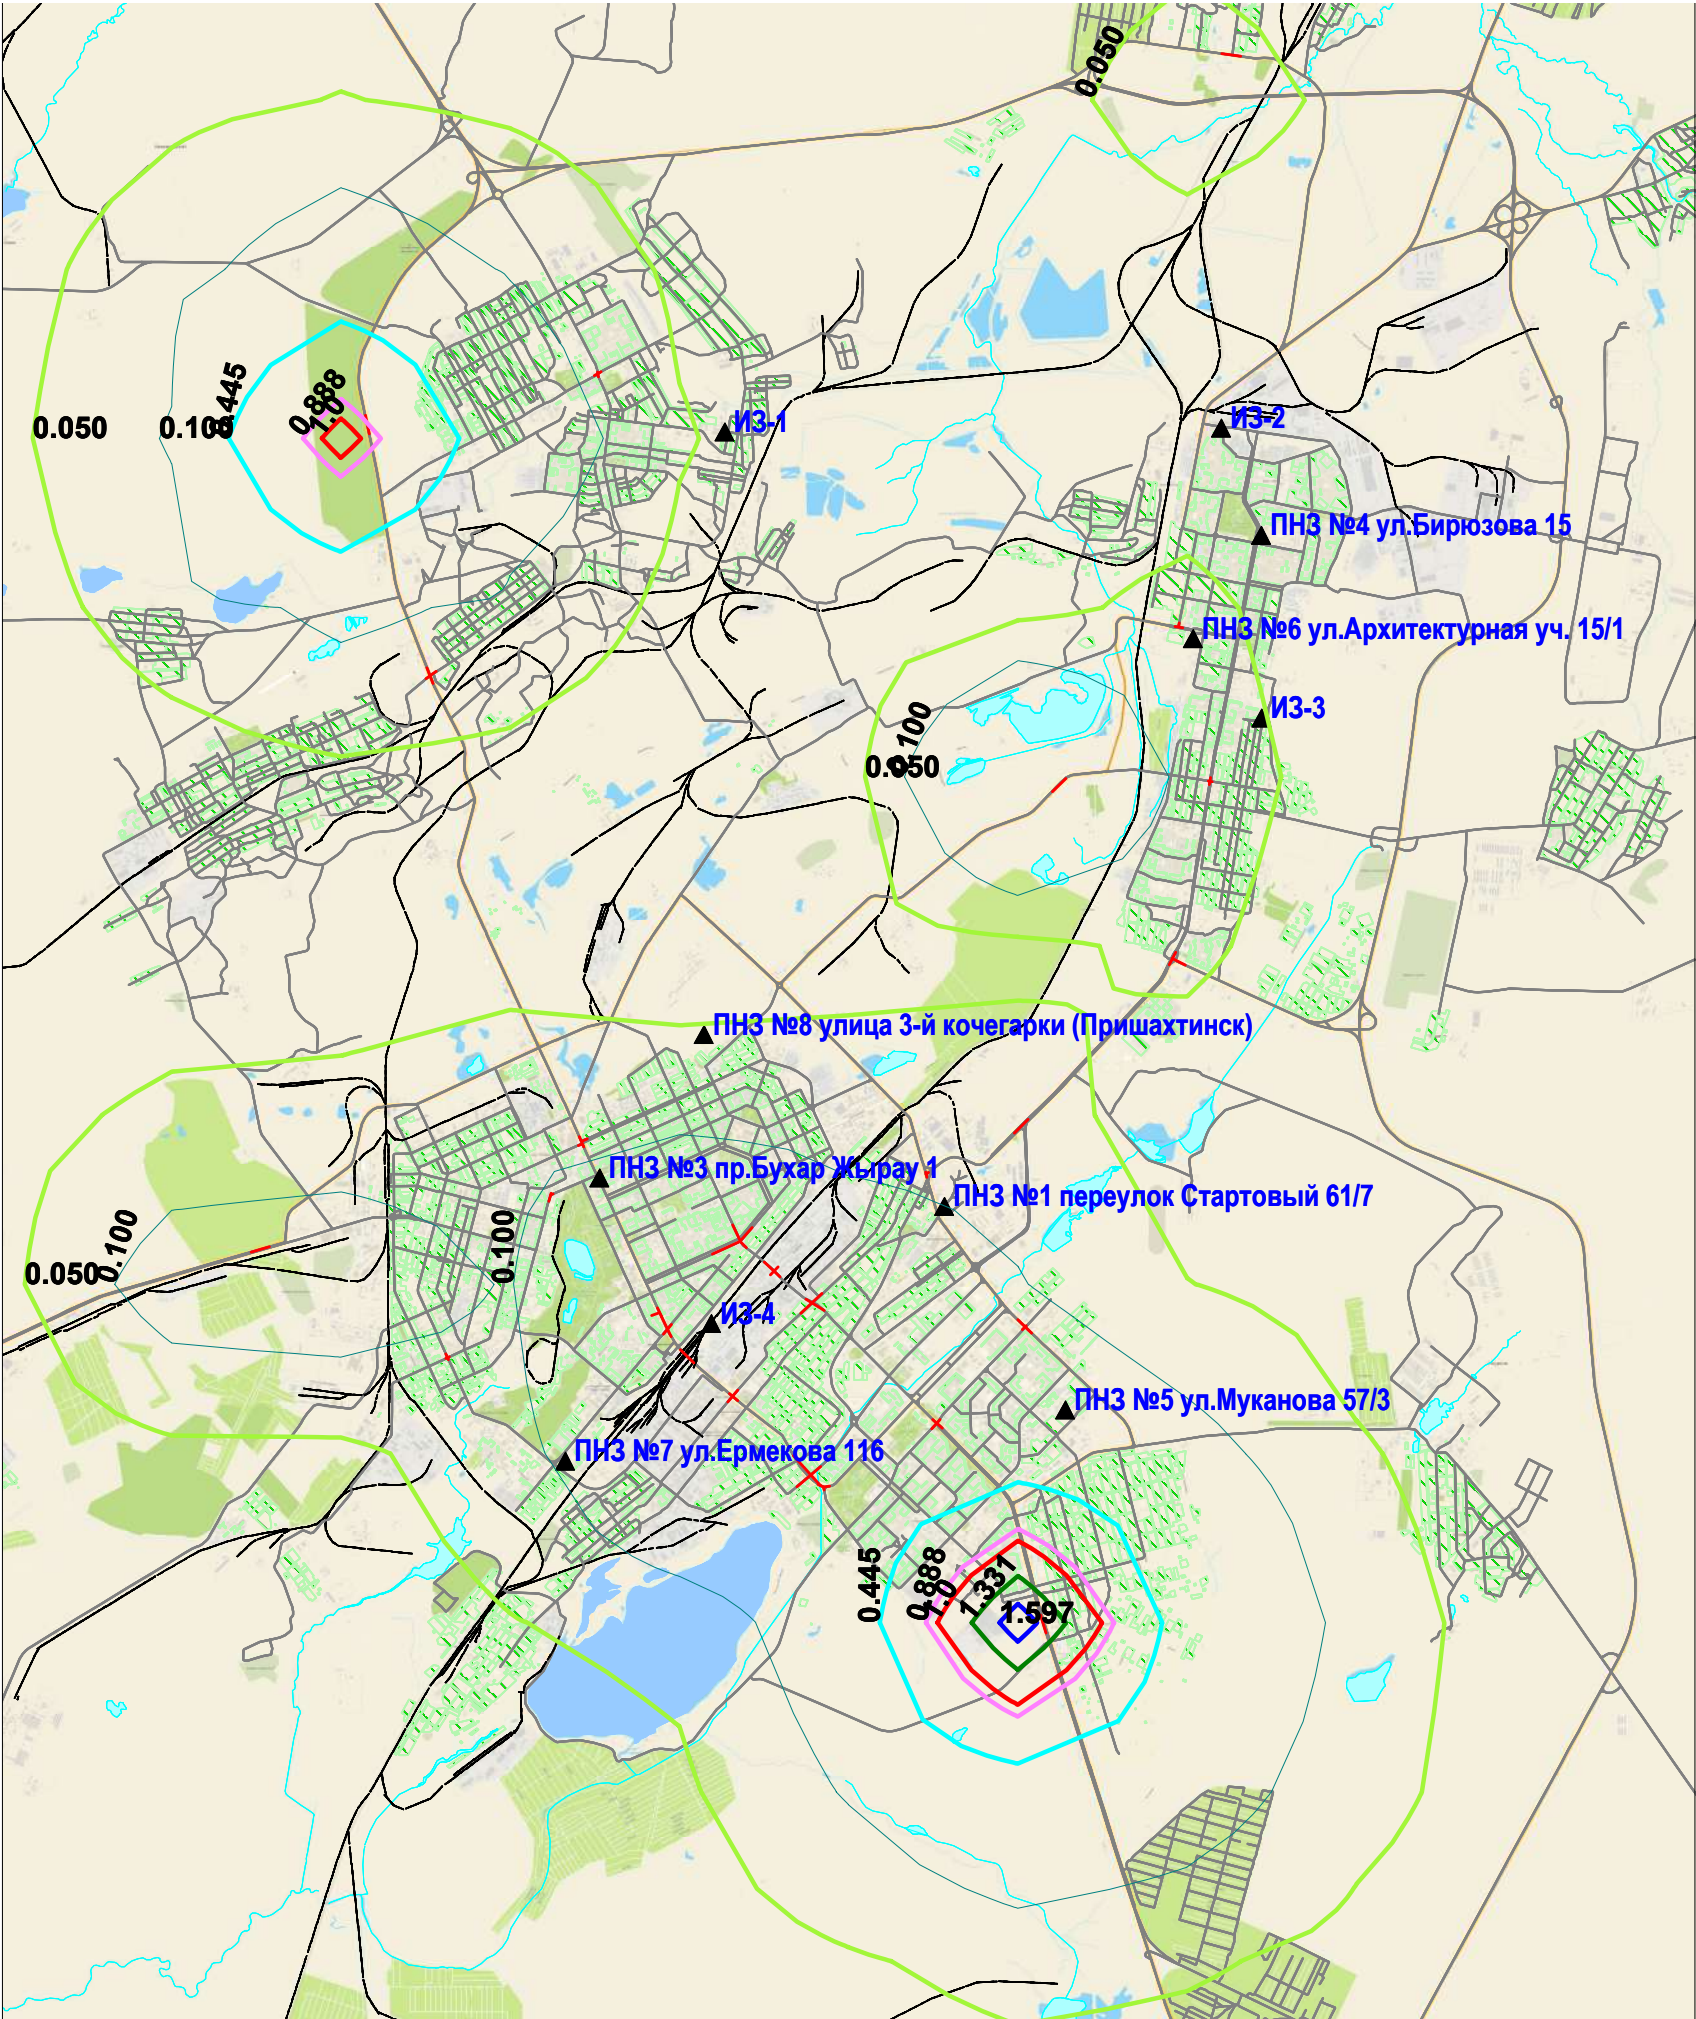 0.050
0.050
0.100
0.445
0.888
1.0
ИЗ-1
ИЗ-2
ПНЗ №4 ул.Бирюзова 15
ПНЗ №6 ул.Архитектурная уч. 15/1
ИЗ-3
0.100
0.050
ПНЗ №8 улица 3-й кочегарки (Пришахтинск)
ПНЗ №3 пр.Бухар Жырау 1
ПНЗ №1 переулок Стартовый 61/7
0.050
0.100
0.100
ИЗ-4
ПНЗ №5 ул.Муканова 57/3
ПНЗ №7 ул.Ермекова 116
0.445
0.888
1.0
1.331
1.597